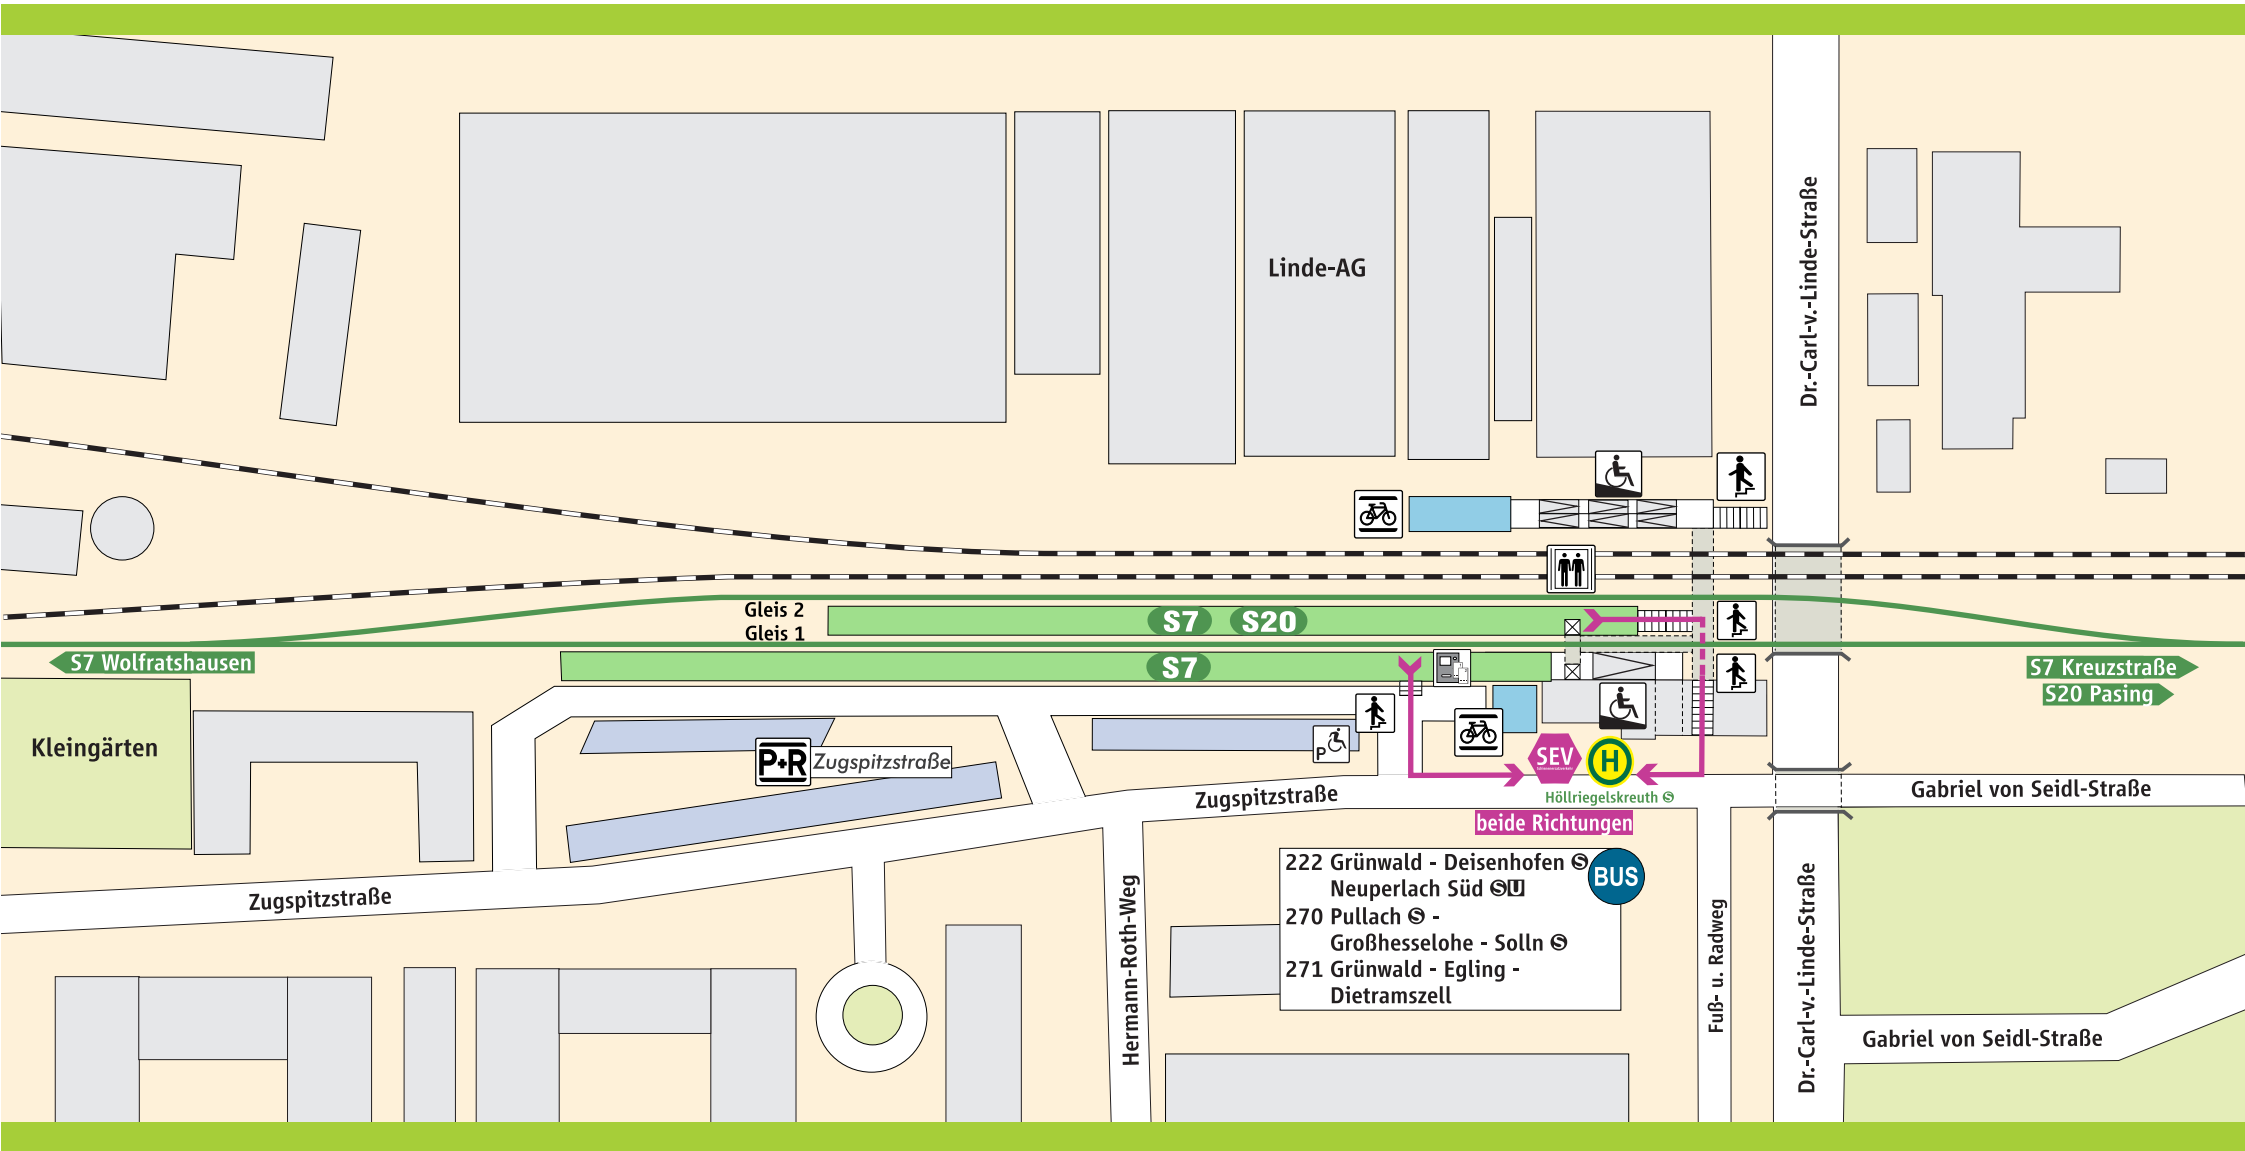 Linde-AG
Dr.-Carl-v.-Linde-Straße
Gleis 2
Gleis 1
S7 S20
S7
S7 Wolfratshausen
S7 Kreuzstraße
S20 Pasing
Kleingärten
P+R Zugspitzstraße
P
SEV
H
Höllriegelskreuth S
beide Richtungen
Zugspitzstraße
Gabriel von Seidl-Straße
Zugspitzstraße
Hermann-Roth-Weg
222 Grünwald - Deisenhofen S
Neuperlach Süd S U
270 Pullach S -
Großhesselohe - Solln S
271 Grünwald - Egling -
Dietramszell
BUS
Fuß- u. Radweg
Dr.-Carl-v.-Linde-Straße
Gabriel von Seidl-Straße